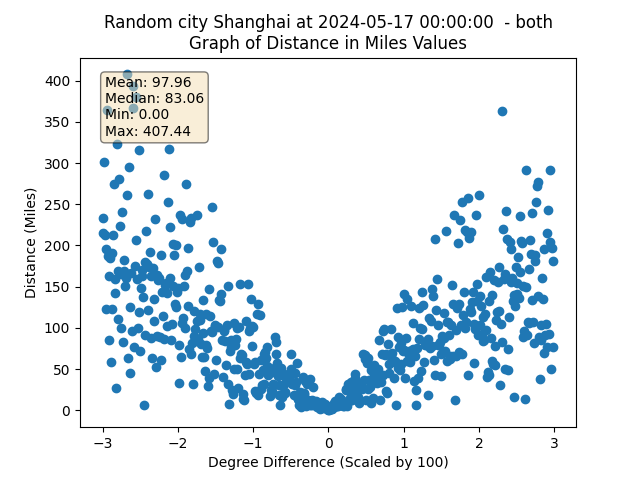 Random city Shanghai at 2024-05-17 00:00:00  - both
Graph of Distance in Miles Values
Mean: 97.96
Median: 83.06
Min: 0.00
Max: 407.44
Distance (Miles)
400
350
300
250
200
150
100
50
0
−3 −2 −1 0 1 2 3
Degree Difference (Scaled by 100)